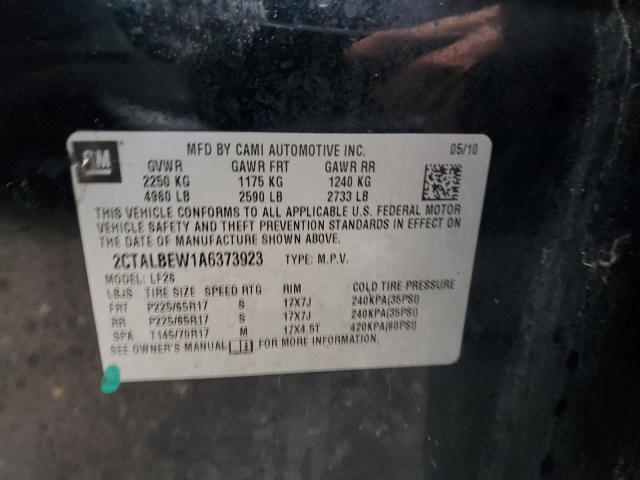 GM
MFD BY CAMI AUTOMOTIVE INC. 05/10
GVWR GAWR FRT GAWR RR
2250 KG 1175 KG 1240 KG
4960 LB 2590 LB 2733 LB
THIS VEHICLE CONFORMS TO ALL APPLICABLE U.S. FEDERAL MOTOR
VEHICLE SAFETY AND THEFT PREVENTION STANDARDS IN EFFECT ON
THE DATE OF MANUFACTURE SHOWN ABOVE.
2CTALBEW1A6373923 TYPE: M.P.V.
MODEL: LF26
LBJS TIRE SIZE SPEED RTG RIM COLD TIRE PRESSURE
FRT P225/65R17 S 17X7J 240KPA(35PSI)
RR P225/65R17 S 17X7J 240KPA(35PSI)
SPA T145/70R17 M 17X4.5T 420KPA(60PSI)
SEE OWNER'S MANUAL FOR MORE INFORMATION.